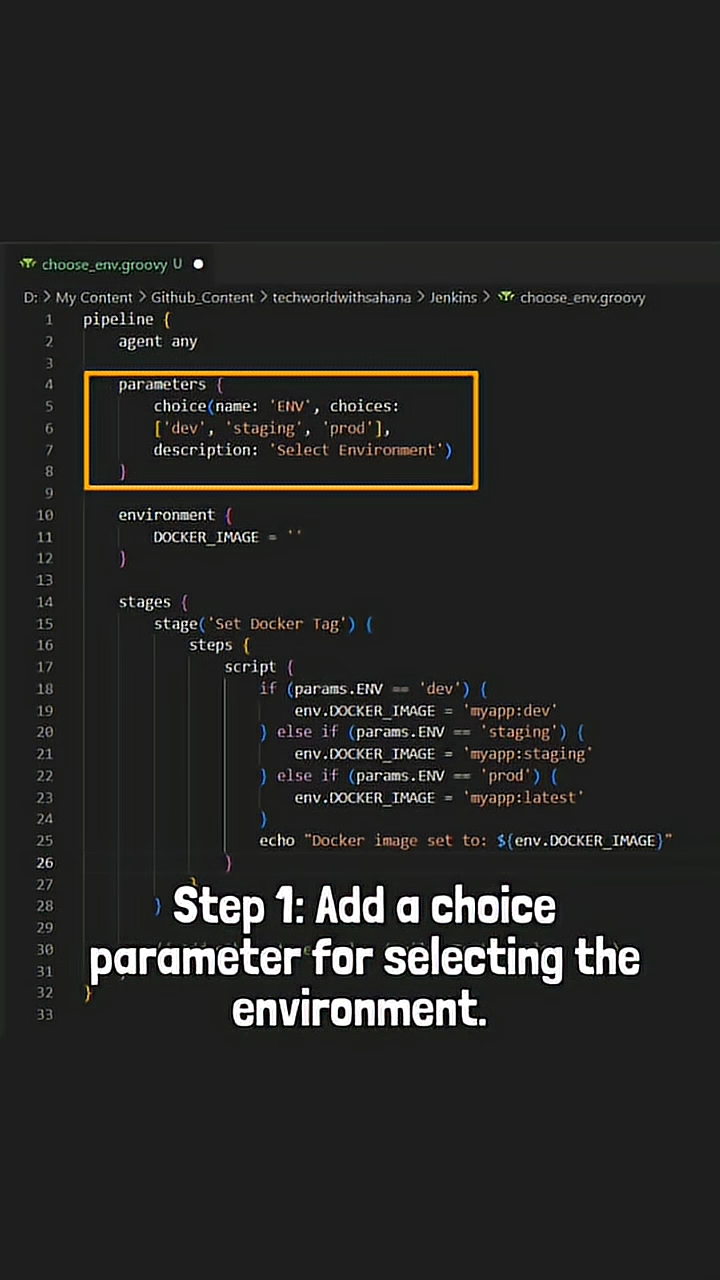 choose_env.groovy U
D: > My Content > Github_Content > techworldwithsahana > Jenkins > choose_env.groovy
1 pipeline {
2 agent any
3
4 parameters {
5 choice(name: 'ENV', choices:
6 ['dev', 'staging', 'prod'],
7 description: 'Select Environment')
8 }
9
10 environment {
11 DOCKER_IMAGE = ''
12 }
13
14 stages {
15 stage('Set Docker Tag') {
16 steps {
17 script {
18 if (params.ENV == 'dev') {
19 env.DOCKER_IMAGE = 'myapp:dev'
20 } else if (params.ENV == 'staging') {
21 env.DOCKER_IMAGE = 'myapp:staging'
22 } else if (params.ENV == 'prod') {
23 env.DOCKER_IMAGE = 'myapp:latest'
24 }
25 echo "Docker image set to: ${env.DOCKER_IMAGE}"
26 }
27 }
28 }
29
30
31
32 }
33
Step 1: Add a choice
parameter for selecting the
environment.